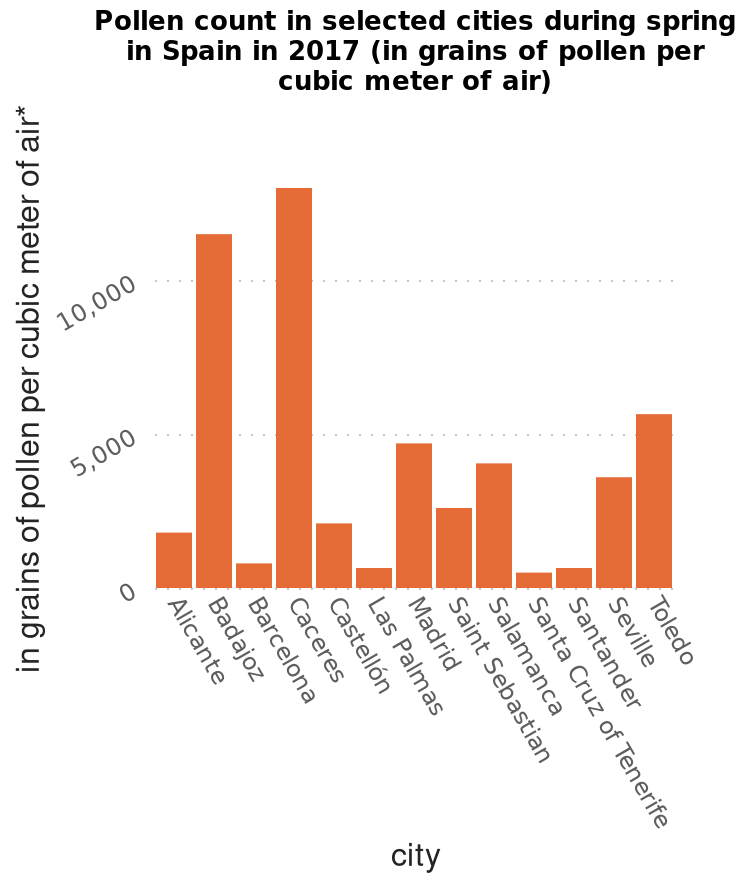 Pollen count in selected cities during spring
in Spain in 2017 (in grains of pollen per
cubic meter of air)
in grains of pollen per cubic meter of air*
10,000
5,000
0
Alicante
Badajoz
Barcelona
Caceres
Castellón
Las Palmas
Madrid
Saint Sebastian
Salamanca
Santa Cruz of Tenerife
Santander
Seville
Toledo
city